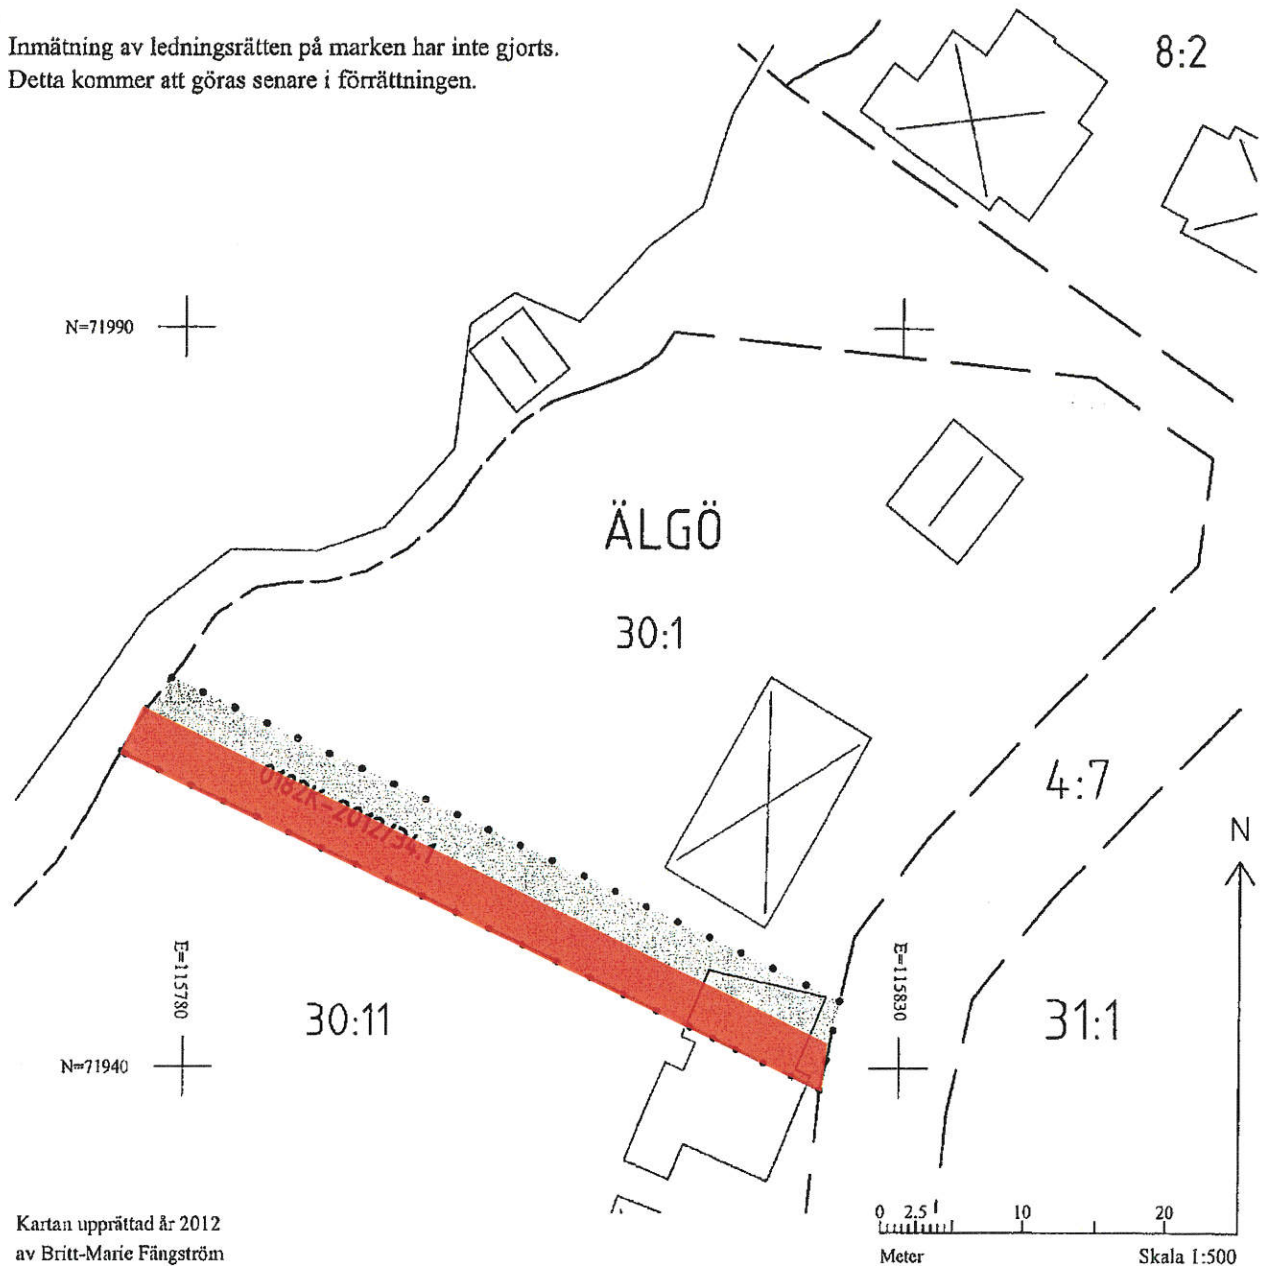 Inmätning av ledningsrätten på marken har inte gjorts.
Detta kommer att göras senare i förrättningen.
8:2
N=71990
ÄLGÖ
30:1
0182K-2012/34.1
4:7
N
E=115780
E=115830
30:11
31:1
N=71940
Kartan upprättad år 2012
av Britt-Marie Fångström
0 2.5 10 20
Meter
Skala 1:500